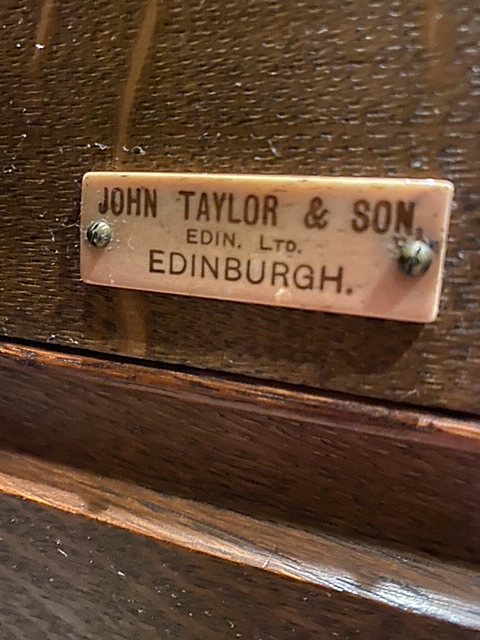 JOHN TAYLOR & SON,
EDIN. LTD.
EDINBURGH.